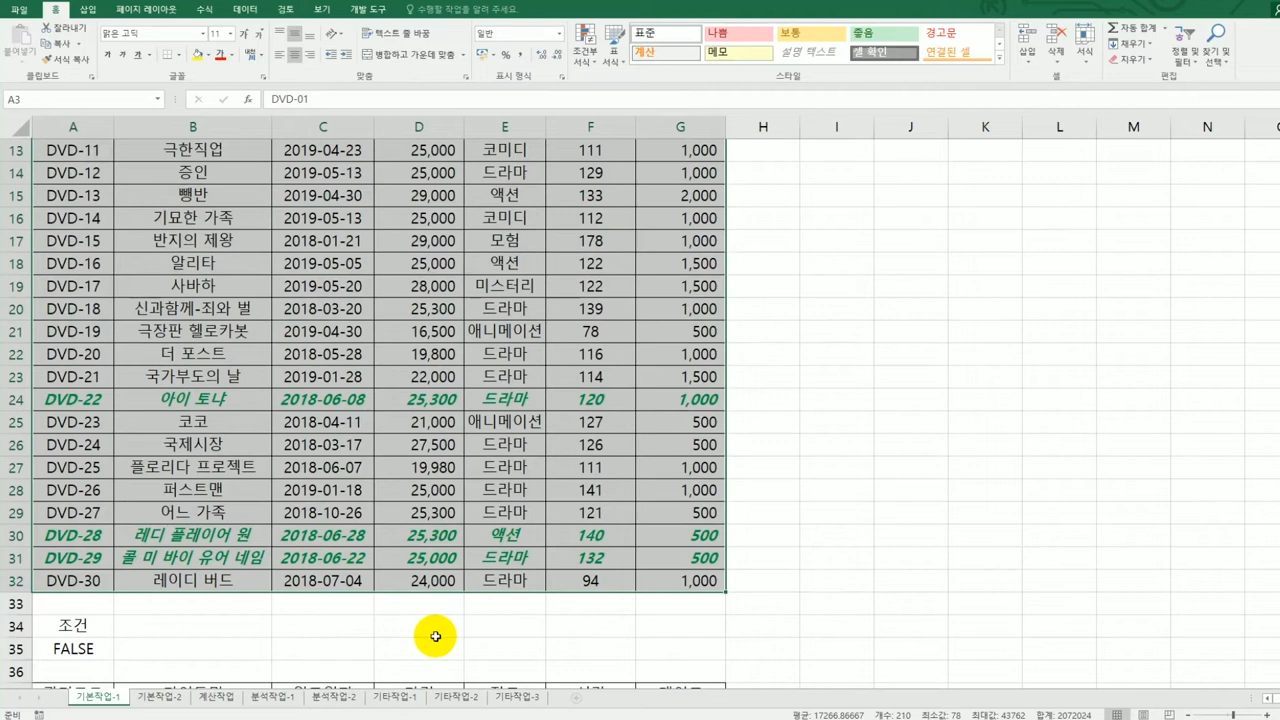 파일 홈 삽입 페이지 레이아웃 수식 데이터 검토 보기 개발 도구 수행할 작업을 알려 주세요.
잘라내기 맑은 고딕 11 텍스트 줄 바꿈 일반 표준 나쁨 보통 좋음 경고문 자동 합계
붙여넣기 복사 조건부 서식 표 서식 삽입 삭제 서식 채우기 정렬 및 필터 찾기 및 선택
서식 복사 가 가 가 병합하고 가운데 맞춤 계산 메모 설명 텍스트 셀 확인 연결된 셀 지우기
클립보드 글꼴 맞춤 표시 형식 스타일 셀 편집
A3 fx DVD-01
A B C D E F G H I J K L M N
13 DVD-11 극한직업 2019-04-23 25,000 코미디 111 1,000
14 DVD-12 증인 2019-05-13 25,000 드라마 129 1,000
15 DVD-13 뺑반 2019-04-30 29,000 액션 133 2,000
16 DVD-14 기묘한 가족 2019-05-13 25,000 코미디 112 1,000
17 DVD-15 반지의 제왕 2018-01-21 29,000 모험 178 1,000
18 DVD-16 알리타 2019-05-05 25,000 액션 122 1,500
19 DVD-17 사바하 2019-05-20 28,000 미스터리 122 1,500
20 DVD-18 신과함께-죄와 벌 2018-03-20 25,300 드라마 139 1,000
21 DVD-19 극장판 헬로카봇 2019-04-30 16,500 애니메이션 78 500
22 DVD-20 더 포스트 2018-05-28 19,800 드라마 116 1,000
23 DVD-21 국가부도의 날 2019-01-28 22,000 드라마 114 1,500
24 DVD-22 아이 토냐 2018-06-08 25,300 드라마 120 1,000
25 DVD-23 코코 2018-04-11 21,000 애니메이션 127 500
26 DVD-24 국제시장 2018-03-17 27,500 드라마 126 500
27 DVD-25 플로리다 프로젝트 2018-06-07 19,980 드라마 111 1,000
28 DVD-26 퍼스트맨 2019-01-18 25,000 드라마 141 1,000
29 DVD-27 어느 가족 2018-10-26 25,300 드라마 121 500
30 DVD-28 레디 플레이어 원 2018-06-28 25,300 액션 140 500
31 DVD-29 콜 미 바이 유어 네임 2018-06-22 25,000 드라마 132 500
32 DVD-30 레이디 버드 2018-07-04 24,000 드라마 94 1,000
33
34 조건
35 FALSE
36
기본작업-1 기본작업-2 계산작업 분석작업-1 분석작업-2 기타작업-1 기타작업-2 기타작업-3
준비 평균: 17266.86667 개수: 210 최소값: 78 최대값: 43762 합계: 2072024